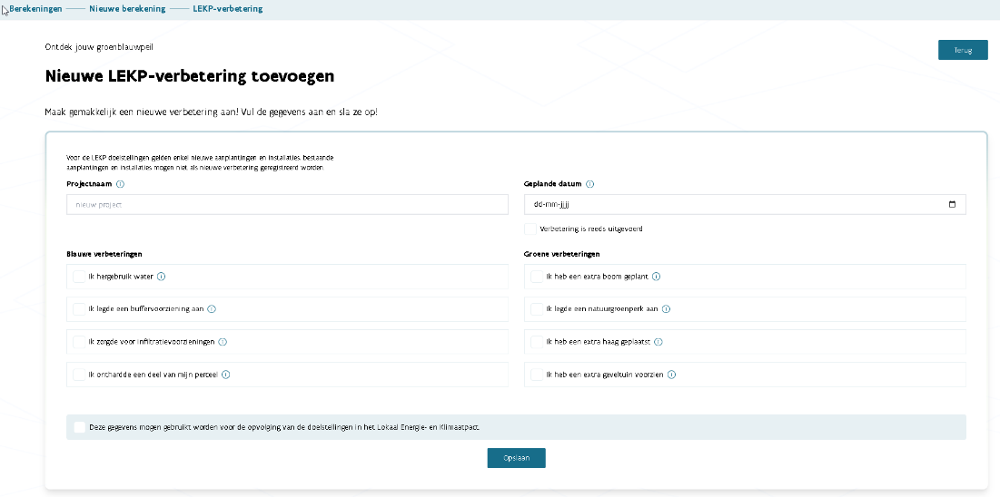 Berekeningen Nieuwe berekening LEKP-verbetering
Ontdek jouw groenblauwpeil
Terug
Nieuwe LEKP-verbetering toevoegen
Maak gemakkelijk een nieuwe verbetering aan! Vul de gegevens aan en sla ze op!
Voor de LEKP doelstellingen gelden enkel nieuwe aanplantingen en installaties, bestaande
aanplantingen en installaties mogen niet als nieuwe verbetering geregistreerd worden.
Projectnaam
Geplande datum
nieuw project
dd-mm-jjjj
Verbetering is reeds uitgevoerd
Blauwe verbeteringen
Groene verbeteringen
Ik hergebruik water
Ik heb een extra boom geplant
Ik legde een buffervoorziening aan
Ik legde een natuurgroenperk aan
Ik zorgde voor infiltratievoorzieningen
Ik heb een extra haag geplaatst
Ik onthardde een deel van mijn perceel
Ik heb een extra geveltuin voorzien
Deze gegevens mogen gebruikt worden voor de opvolging van de doelstellingen in het Lokaal Energie- en Klimaatpact.
Opslaan